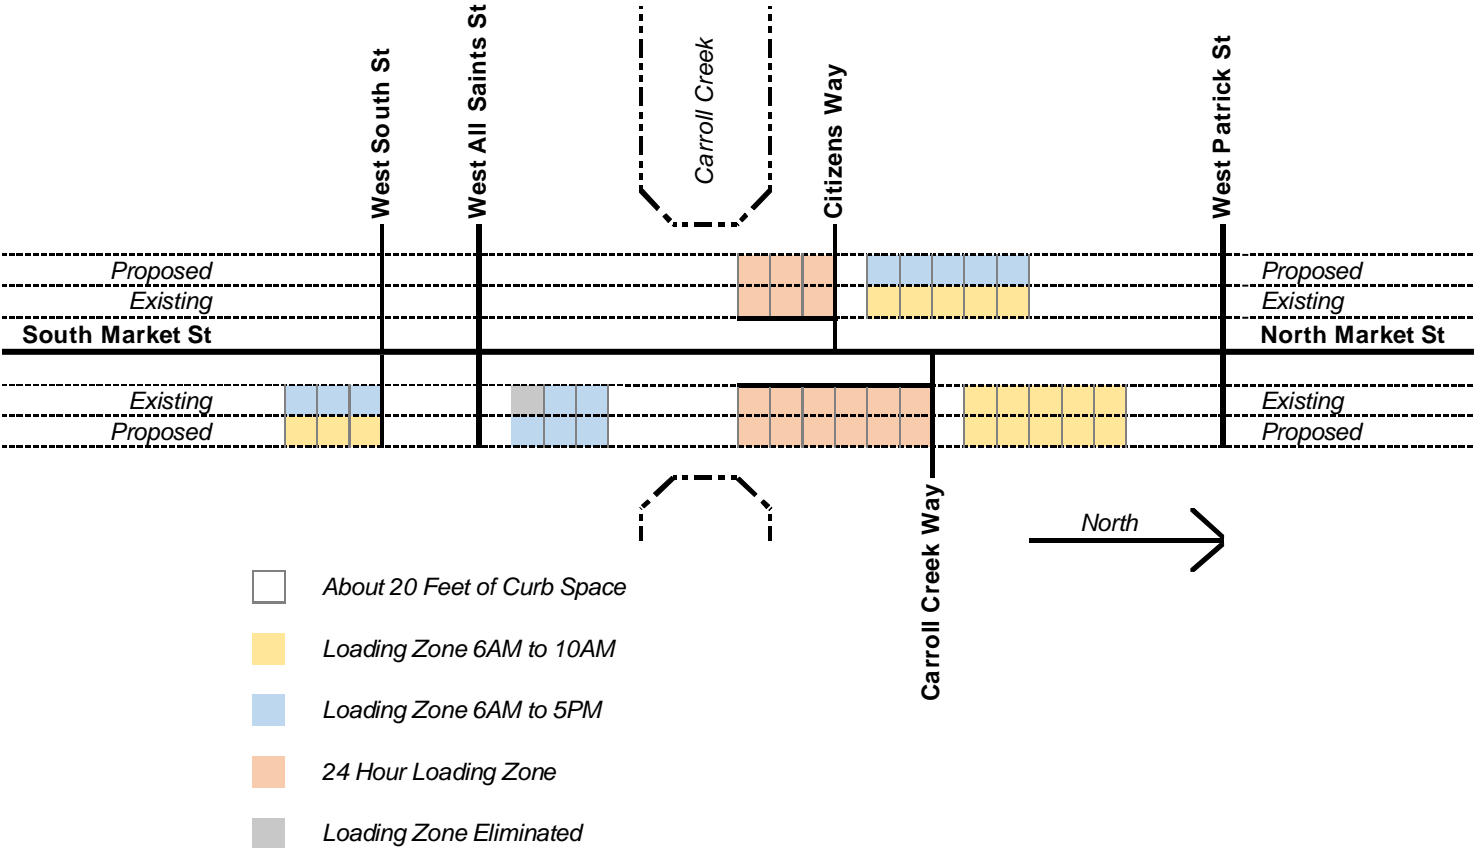 West South St
West All Saints St
Carroll Creek
Citizens Way
West Patrick St
Proposed
Proposed
Existing
Existing
South Market St
North Market St
Existing
Existing
Proposed
Proposed
Carroll Creek Way
North
About 20 Feet of Curb Space
Loading Zone 6AM to 10AM
Loading Zone 6AM to 5PM
24 Hour Loading Zone
Loading Zone Eliminated